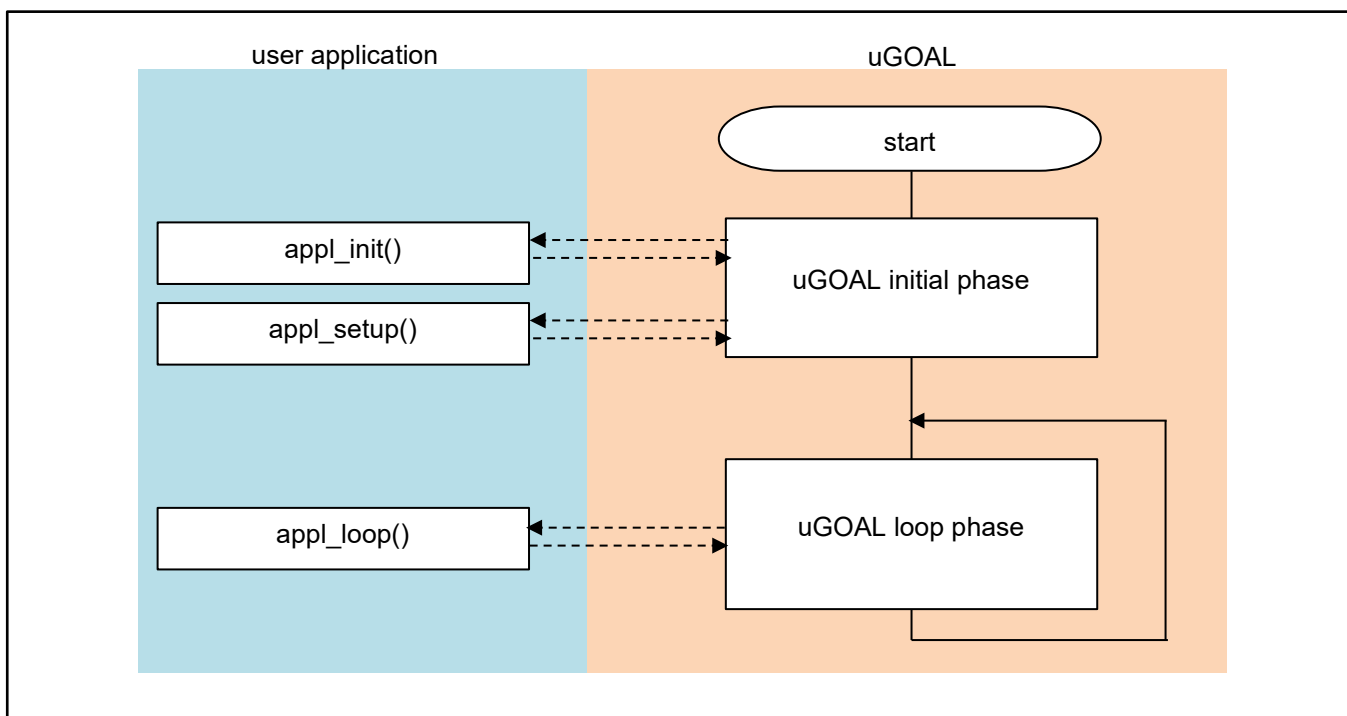 user application
uGOAL
start
appl_init()
uGOAL initial phase
appl_setup()
appl_loop()
uGOAL loop phase